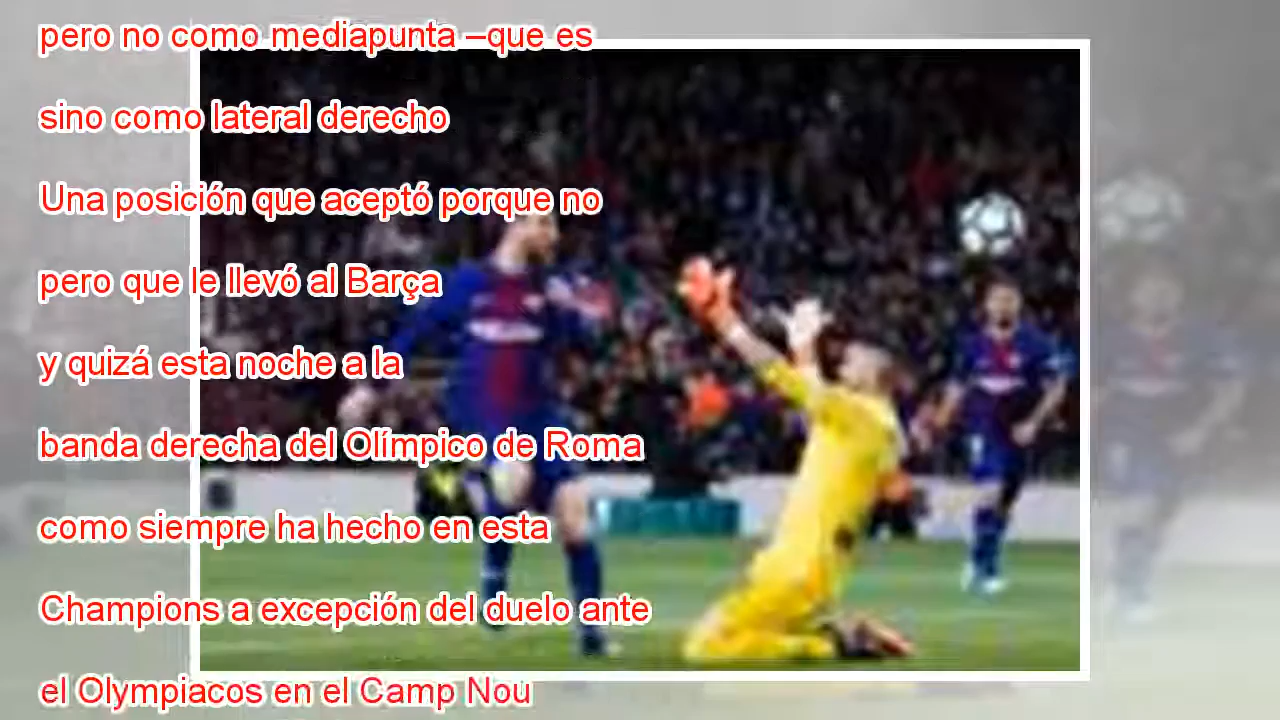 pero no como mediapunta –que es
sino como lateral derecho
Una posición que aceptó porque no
pero que le llevó al Barça
y quizá esta noche a la
banda derecha del Olímpico de Roma
como siempre ha hecho en esta
Champions a excepción del duelo ante
el Olympiacos en el Camp Nou